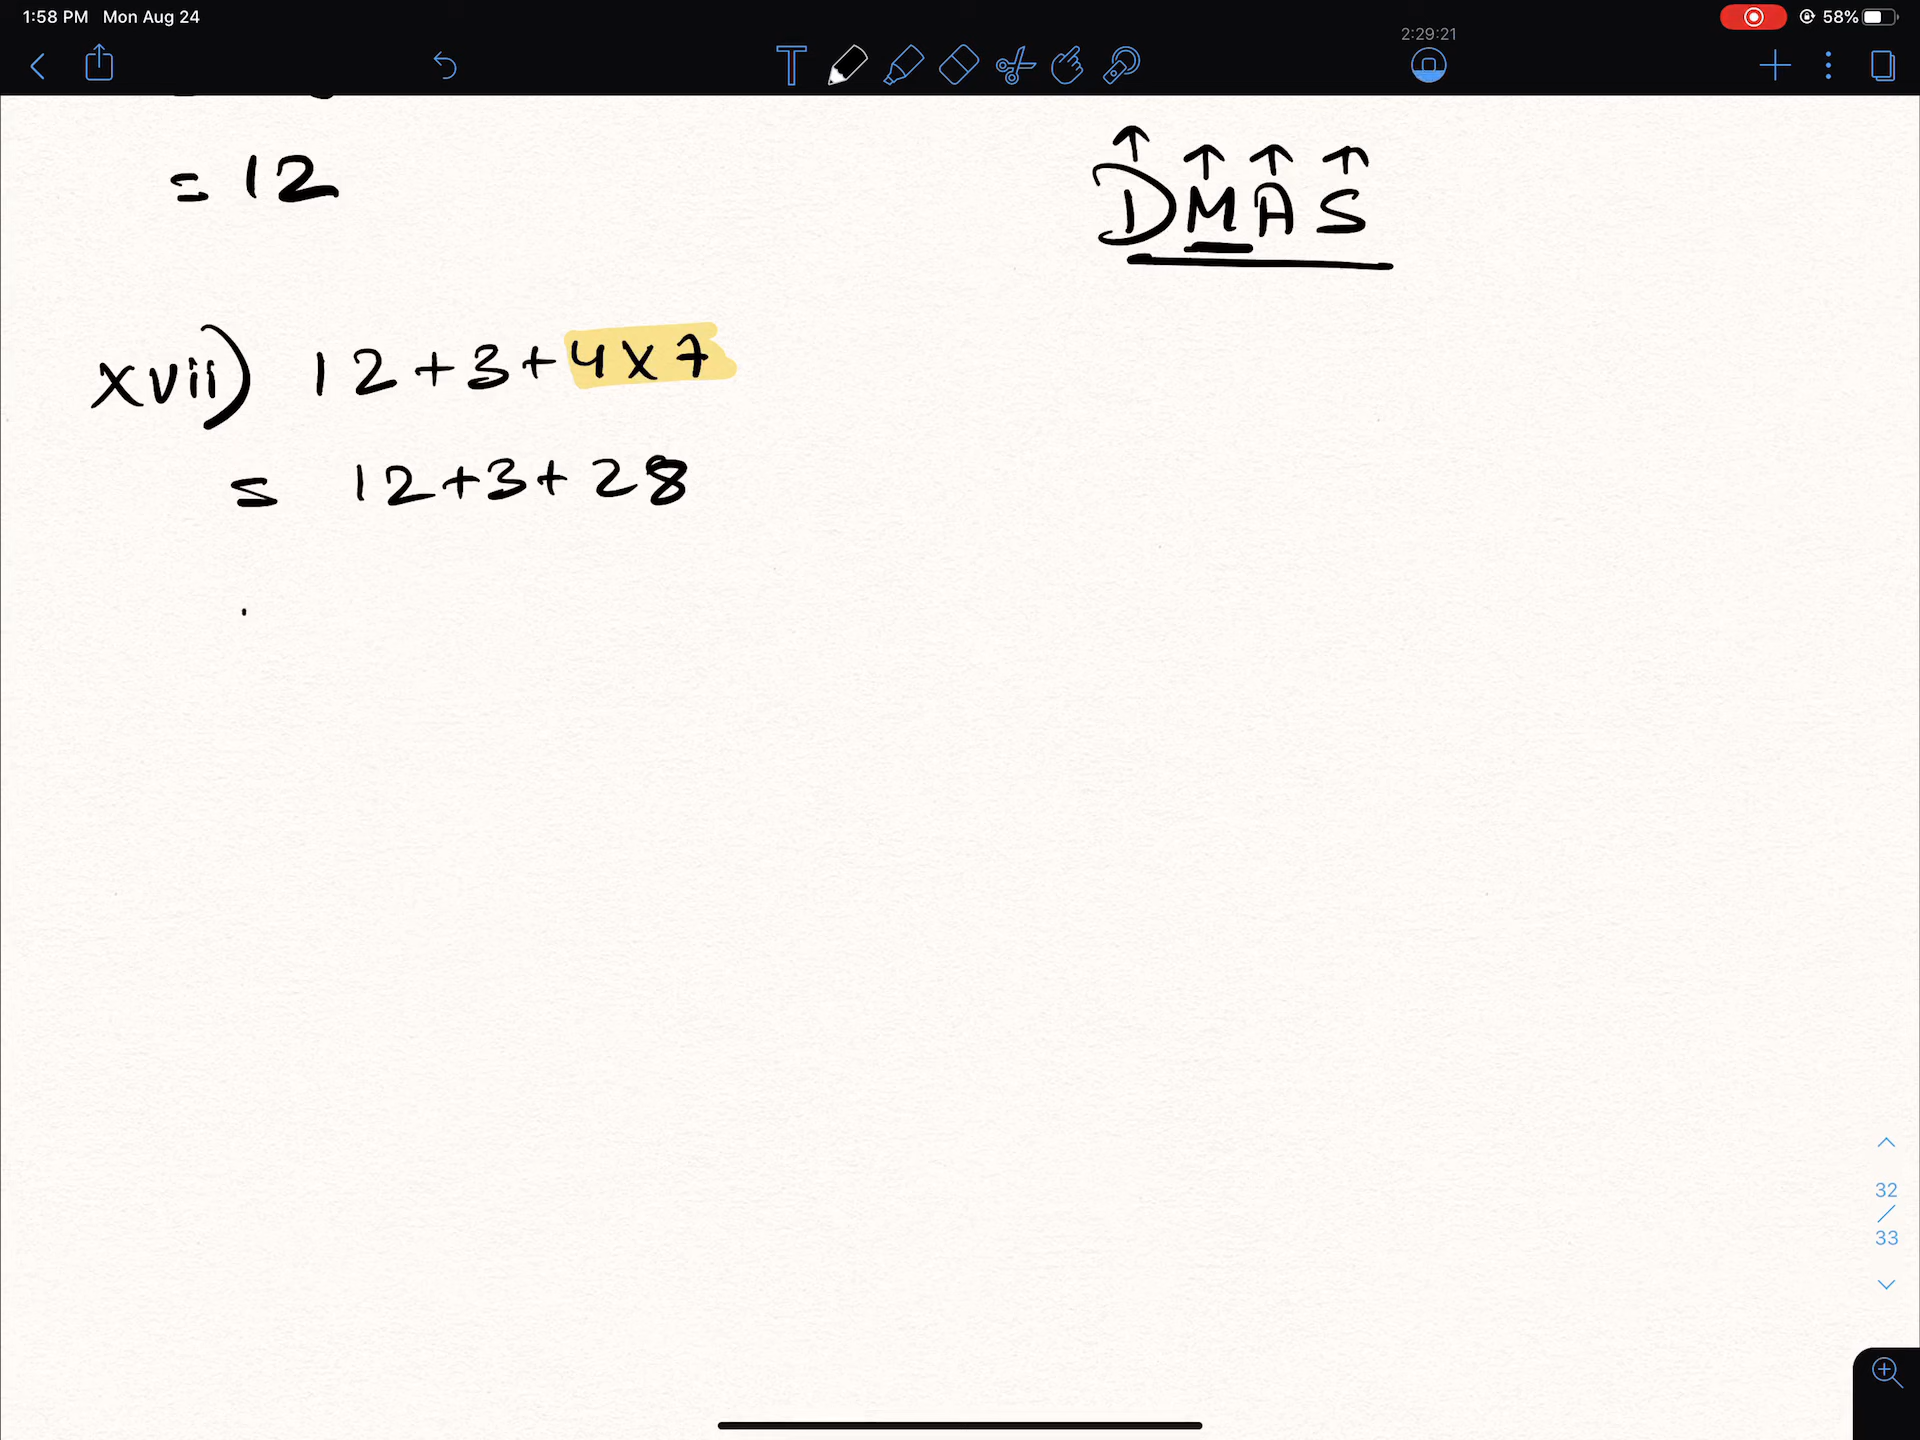 1:58 PM Mon Aug 24
58%
2:29:21
T
= 12
DMAS
xvii) 12+3+4x7
= 12+3+28
32
/
33